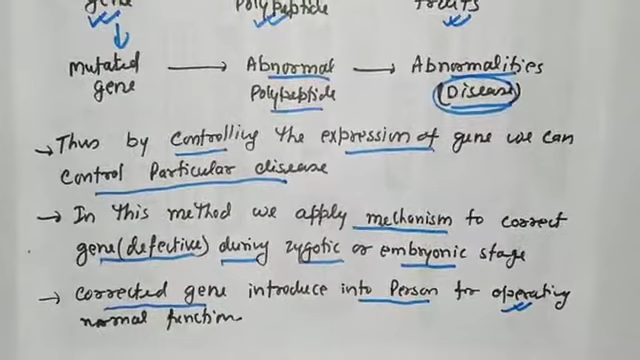 gene Polypeptide Traits
Mutated → Abnormal → Abnormalities
gene Polypeptide (Disease)
→ Thus by controlling the expression of gene we can
control Particular disease
→ In this method we apply mechanism to correct
gene (defective) during zygotic or embryonic stage
→ corrected gene introduce into Person for operating
normal function